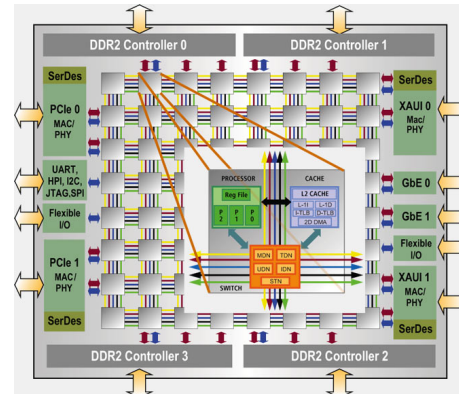 DDR2 Controller 0
DDR2 Controller 1
SerDes
PCIe 0
MAC/
PHY
UART,
HPI, I2C,
JTAG,SPI
Flexible
I/O
PCIe 1
MAC /
PHY
SerDes
PROCESSOR
Reg File
P
2
P
1
P
0
CACHE
L2 CACHE
L-1I
L-1D
I-TLB
D-TLB
2D DMA
MDN
TDN
UDN
IDN
STN
SWITCH
SerDes
XAUI 0
Mac/
PHY
GbE 0
GbE 1
Flexible
I/O
XAUI 1
MAC/
PHY
SerDes
DDR2 Controller 3
DDR2 Controller 2